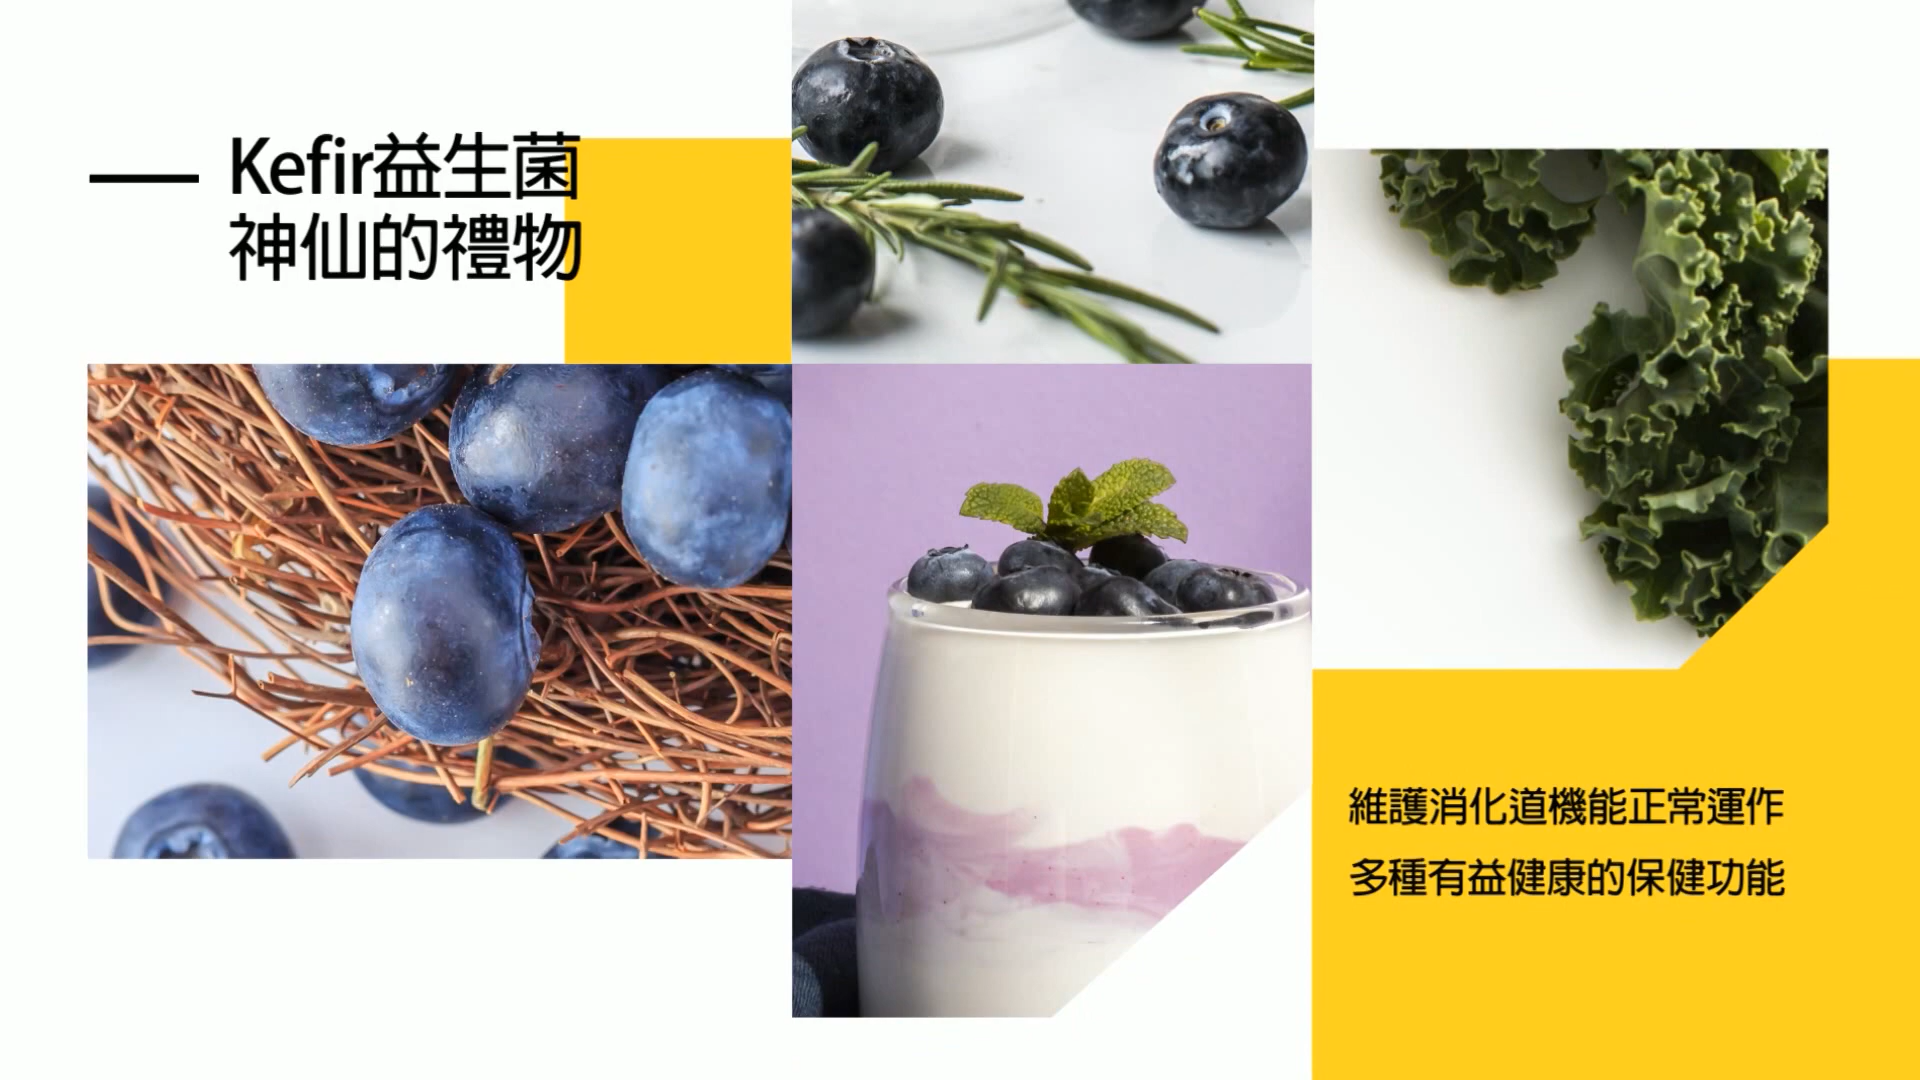 Kefir益生菌
神仙的禮物
維護消化道機能正常運作
多種有益健康的保健功能